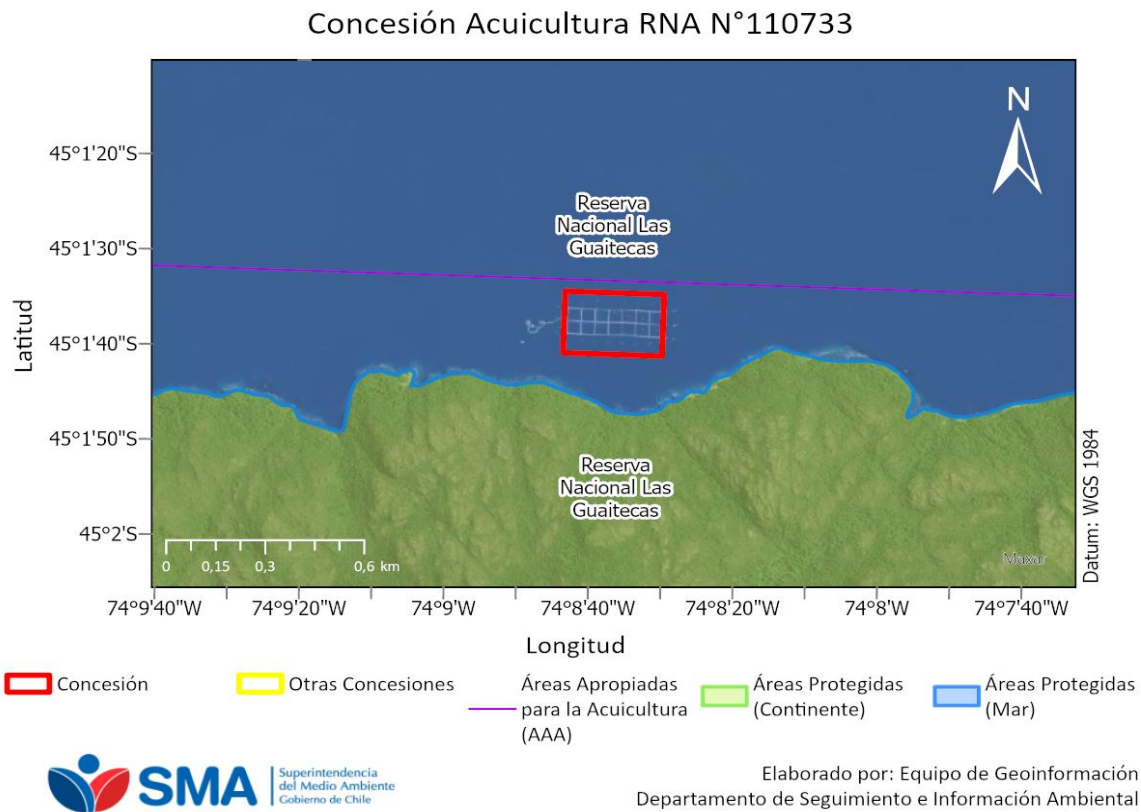 Concesión Acuicultura RNA N°110733
N
45°1'20"S
Reserva
Nacional Las
Guaitecas
45°1'30"S
Latitud
45°1'40"S
45°1'50"S
Reserva
Nacional Las
Guaitecas
Datum: WGS 1984
45°2'S
0 0,15 0,3 0,6 km
Maxar
74°9'40"W 74°9'20"W 74°9'W 74°8'40"W 74°8'20"W 74°8'W 74°7'40"W
Longitud
Concesión
Otras Concesiones
Áreas Apropiadas
para la Acuicultura
(AAA)
Áreas Protegidas
(Continente)
Áreas Protegidas
(Mar)
SMA
Superintendencia
del Medio Ambiente
Gobierno de Chile
Elaborado por: Equipo de Geoinformación
Departamento de Seguimiento e Información Ambiental